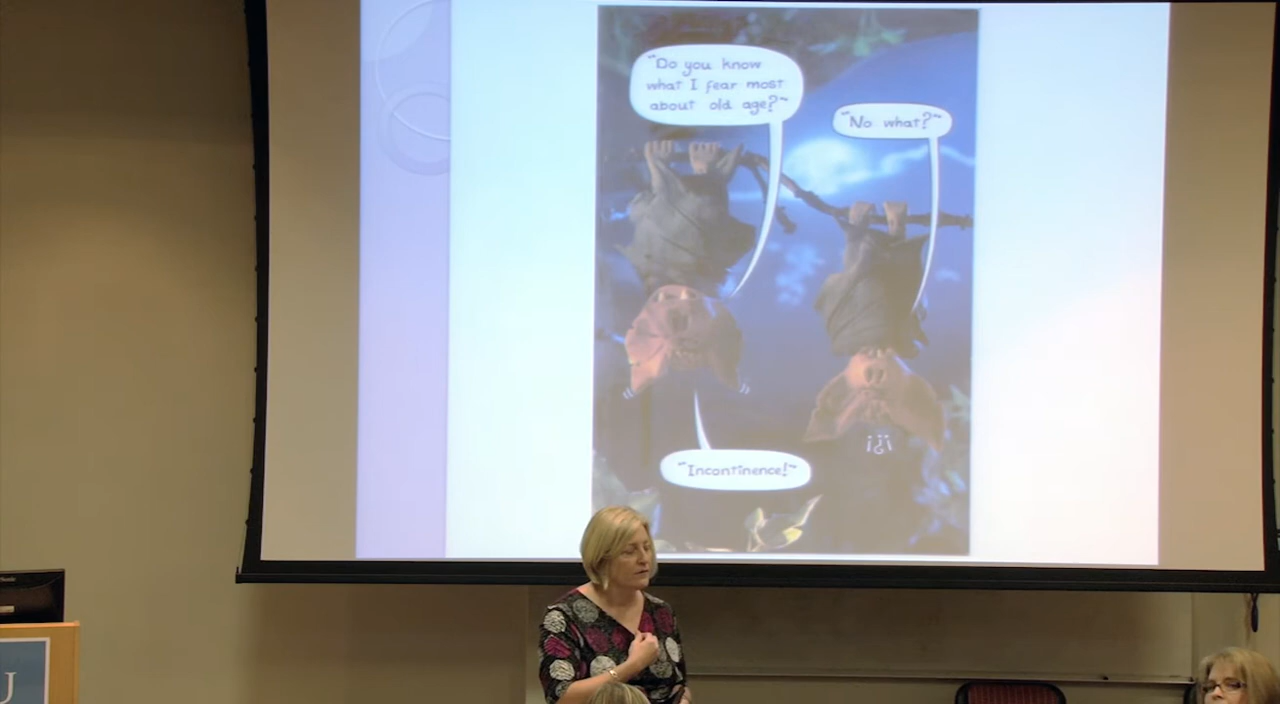 "Do you know
what I fear most
about old age?"
"No what?"
"Incontinence!"
U